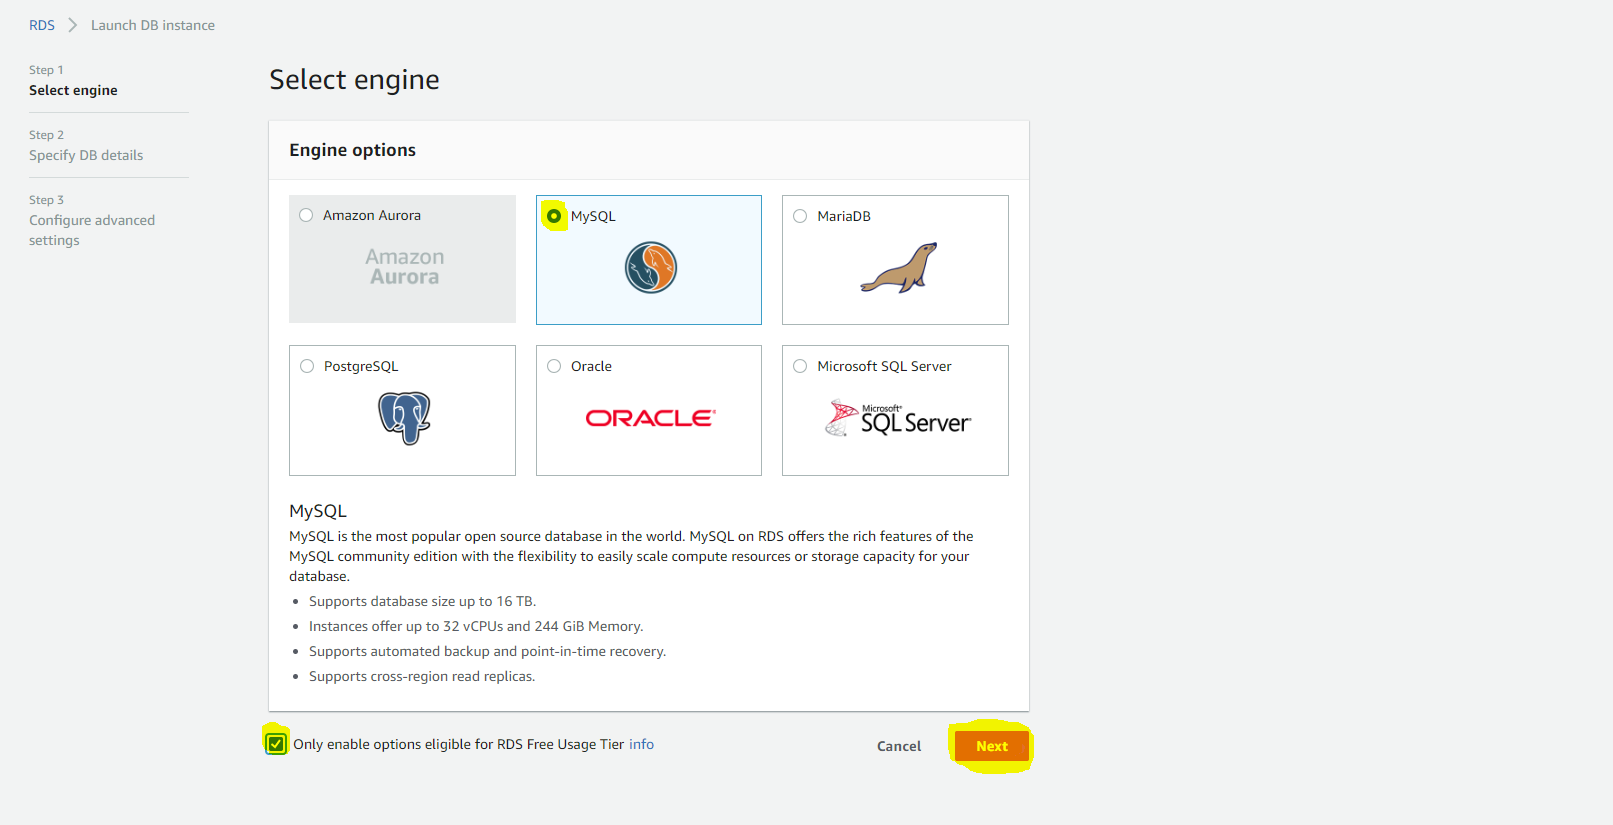 RDS > Launch DB instance
Step 1
Select engine
Step 2
Specify DB details
Step 3
Configure advanced
settings
Select engine
Engine options
Amazon Aurora
Amazon
Aurora
MySQL
MariaDB
PostgreSQL
Oracle
ORACLE®
Microsoft SQL Server
Microsoft®
SQL Server
MySQL
MySQL is the most popular open source database in the world. MySQL on RDS offers the rich features of the
MySQL community edition with the flexibility to easily scale compute resources or storage capacity for your
database.
• Supports database size up to 16 TB.
• Instances offer up to 32 vCPUs and 244 GiB Memory.
• Supports automated backup and point-in-time recovery.
• Supports cross-region read replicas.
Only enable options eligible for RDS Free Usage Tier info
Cancel
Next